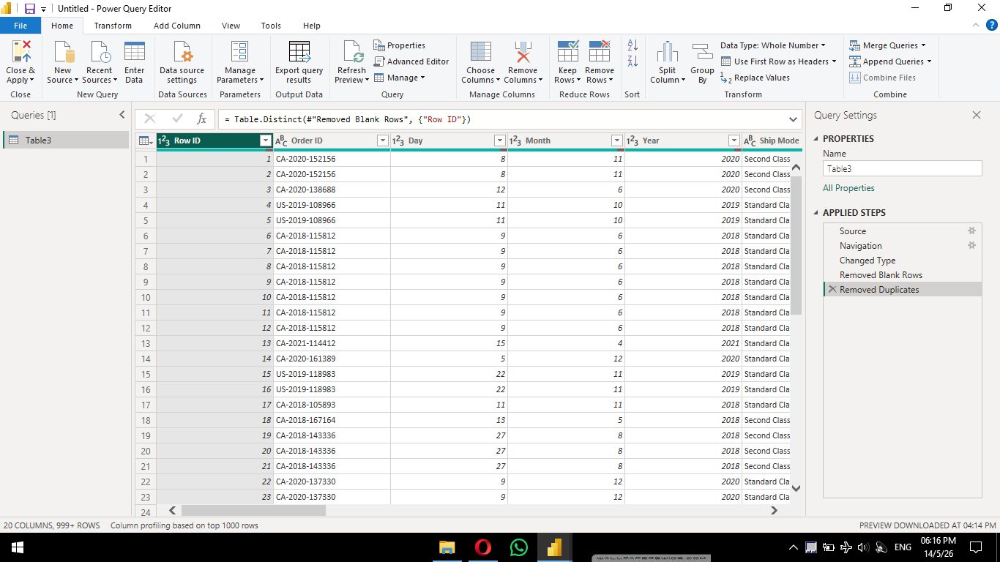 Untitled - Power Query Editor
File Home Transform Add Column View Tools Help
Close & Apply
New Source
Recent Sources
Enter Data
Data source settings
Manage Parameters
Export query results
Refresh Preview
Properties
Advanced Editor
Manage
Choose Columns
Remove Columns
Keep Rows
Remove Rows
Split Column
Group By
Data Type: Whole Number
Use First Row as Headers
Replace Values
Merge Queries
Append Queries
Combine Files
Close New Query Data Sources Parameters Output Data Query Manage Columns Reduce Rows Sort Transform Combine
Queries [1]
Table3
fx = Table.Distinct(#"Removed Blank Rows", {"Row ID"})
Row ID Order ID Day Month Year Ship Mode
1 1 CA-2020-152156 8 11 2020 Second Class
2 2 CA-2020-152156 8 11 2020 Second Class
3 3 CA-2020-138688 12 6 2020 Second Class
4 4 US-2019-108966 11 10 2019 Standard Cla
5 5 US-2019-108966 11 10 2019 Standard Cla
6 6 CA-2018-115812 9 6 2018 Standard Cla
7 7 CA-2018-115812 9 6 2018 Standard Cla
8 8 CA-2018-115812 9 6 2018 Standard Cla
9 9 CA-2018-115812 9 6 2018 Standard Cla
10 10 CA-2018-115812 9 6 2018 Standard Cla
11 11 CA-2018-115812 9 6 2018 Standard Cla
12 12 CA-2018-115812 9 6 2018 Standard Cla
13 13 CA-2021-114412 15 4 2021 Standard Cla
14 14 CA-2020-161389 5 12 2020 Standard Cla
15 15 US-2019-118983 22 11 2019 Standard Cla
16 16 US-2019-118983 22 11 2019 Standard Cla
17 17 CA-2018-105893 11 11 2018 Standard Cla
18 18 CA-2018-167164 13 5 2018 Second Class
19 19 CA-2018-143336 27 8 2018 Second Class
20 20 CA-2018-143336 27 8 2018 Second Class
21 21 CA-2018-143336 27 8 2018 Second Class
22 22 CA-2020-137330 9 12 2020 Standard Cla
23 23 CA-2020-137330 9 12 2020 Standard Cla
24
Query Settings
PROPERTIES
Name
Table3
All Properties
APPLIED STEPS
Source
Navigation
Changed Type
Removed Blank Rows
Removed Duplicates
20 COLUMNS, 999+ ROWS Column profiling based on top 1000 rows PREVIEW DOWNLOADED AT 04:14 PM
ENG
06:16 PM
14/5/26